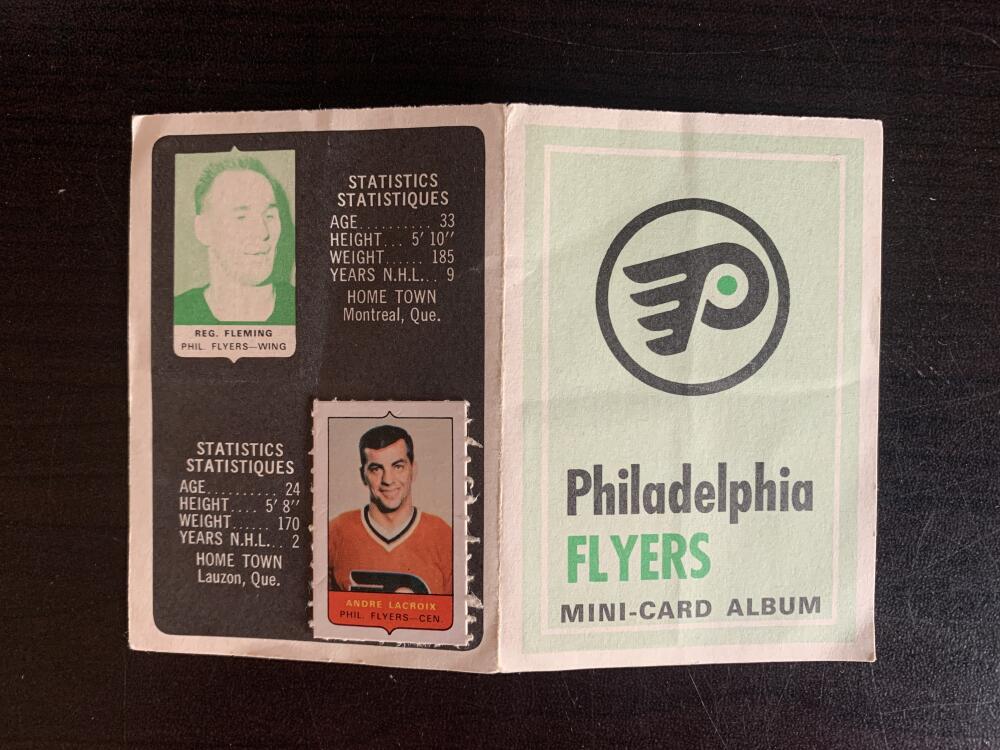 STATISTICS
STATISTIQUES
AGE.......... 33
HEIGHT... 5' 10"
WEIGHT...... 185
YEARS N.H.L... 9
HOME TOWN
Montreal, Que.
REG. FLEMING
PHIL. FLYERS—WING
STATISTICS
STATISTIQUES
AGE.......... 24
HEIGHT.... 5' 8"
WEIGHT...... 170
YEARS N.H.L... 2
HOME TOWN
Lauzon, Que.
ANDRE LACROIX
PHIL. FLYERS—CEN.
Philadelphia
FLYERS
MINI-CARD ALBUM